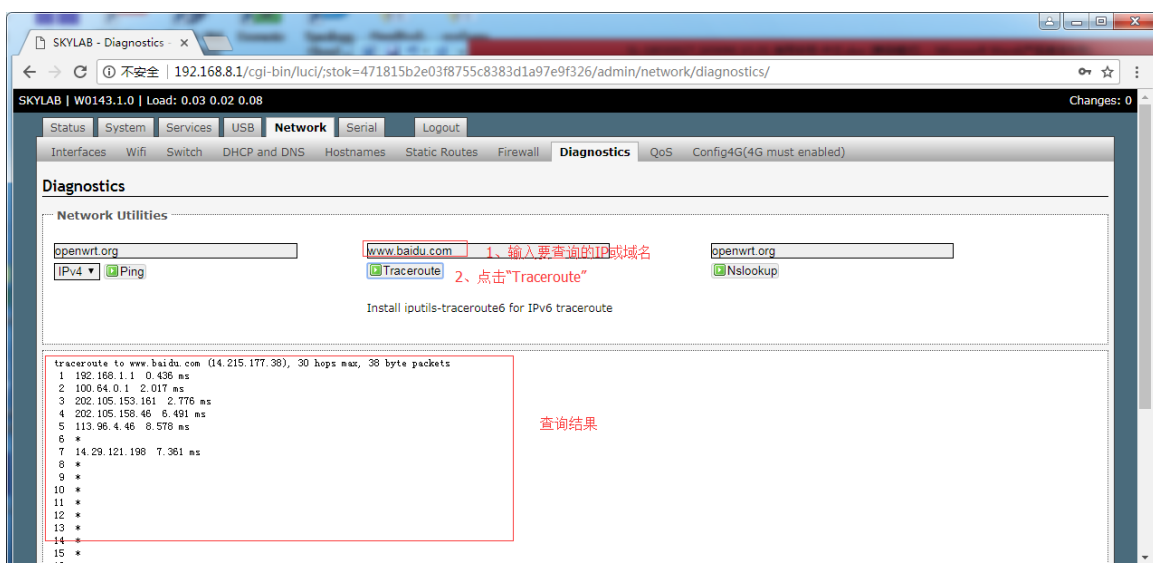 SKYLAB - Diagnostics -
不安全 | 192.168.8.1/cgi-bin/luci/;stok=471815b2e03f8755c8383d1a97e9f326/admin/network/diagnostics/
SKYLAB | W0143.1.0 | Load: 0.03 0.02 0.08 Changes: 0
Status System Services USB Network Serial Logout
Interfaces Wifi Switch DHCP and DNS Hostnames Static Routes Firewall Diagnostics QoS Config4G(4G must enabled)
Diagnostics
Network Utilities
openwrt.org www.baidu.com 1、输入要查询的IP或域名 openwrt.org
IPv4 Ping Traceroute 2、点击“Traceroute” Nslookup
Install iputils-traceroute6 for IPv6 traceroute
traceroute to www.baidu.com (14.215.177.38), 30 hops max, 38 byte packets
1 192.168.1.1 0.436 ms
2 100.64.0.1 2.017 ms
3 202.105.153.161 2.776 ms
4 202.105.158.46 6.491 ms
5 113.96.4.46 8.578 ms
查询结果
6 *
7 14.29.121.198 7.361 ms
8 *
9 *
10 *
11 *
12 *
13 *
14 *
15 *